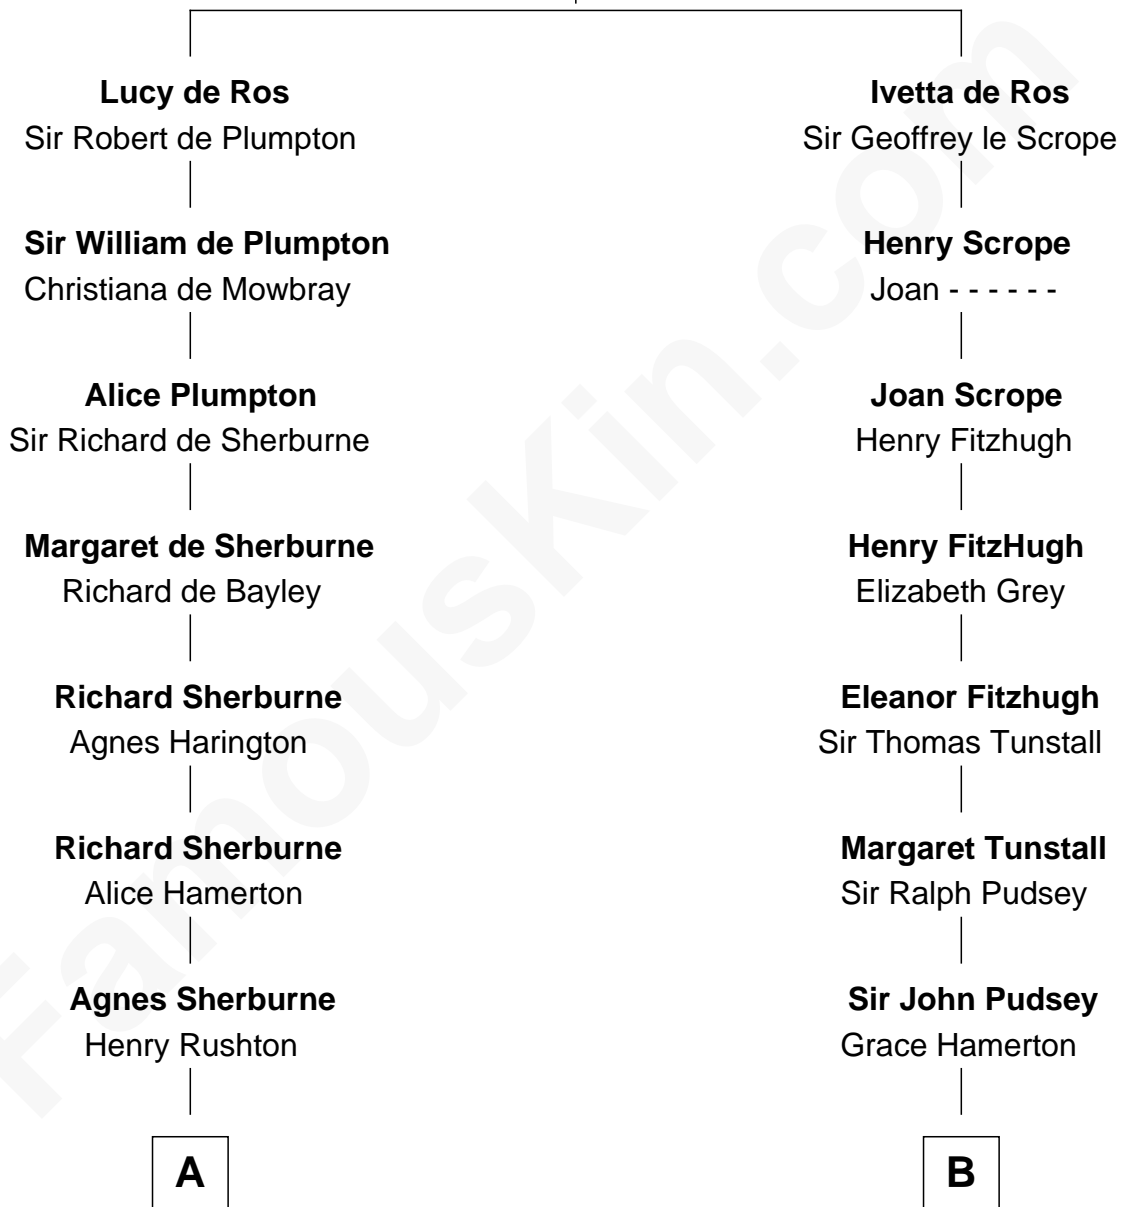 Lucy de Ros
Sir Robert de Plumpton
Ivetta de Ros
Sir Geoffrey le Scrope
Sir William de Plumpton
Christiana de Mowbray
Henry Scrope
Joan - - - - - -
Alice Plumpton
Sir Richard de Sherburne
Joan Scrope
Henry Fitzhugh
Margaret de Sherburne
Richard de Bayley
Henry FitzHugh
Elizabeth Grey
Richard Sherburne
Agnes Harington
Eleanor Fitzhugh
Sir Thomas Tunstall
Richard Sherburne
Alice Hamerton
Margaret Tunstall
Sir Ralph Pudsey
Agnes Sherburne
Henry Rushton
Sir John Pudsey
Grace Hamerton
A
B
FamousKin.com